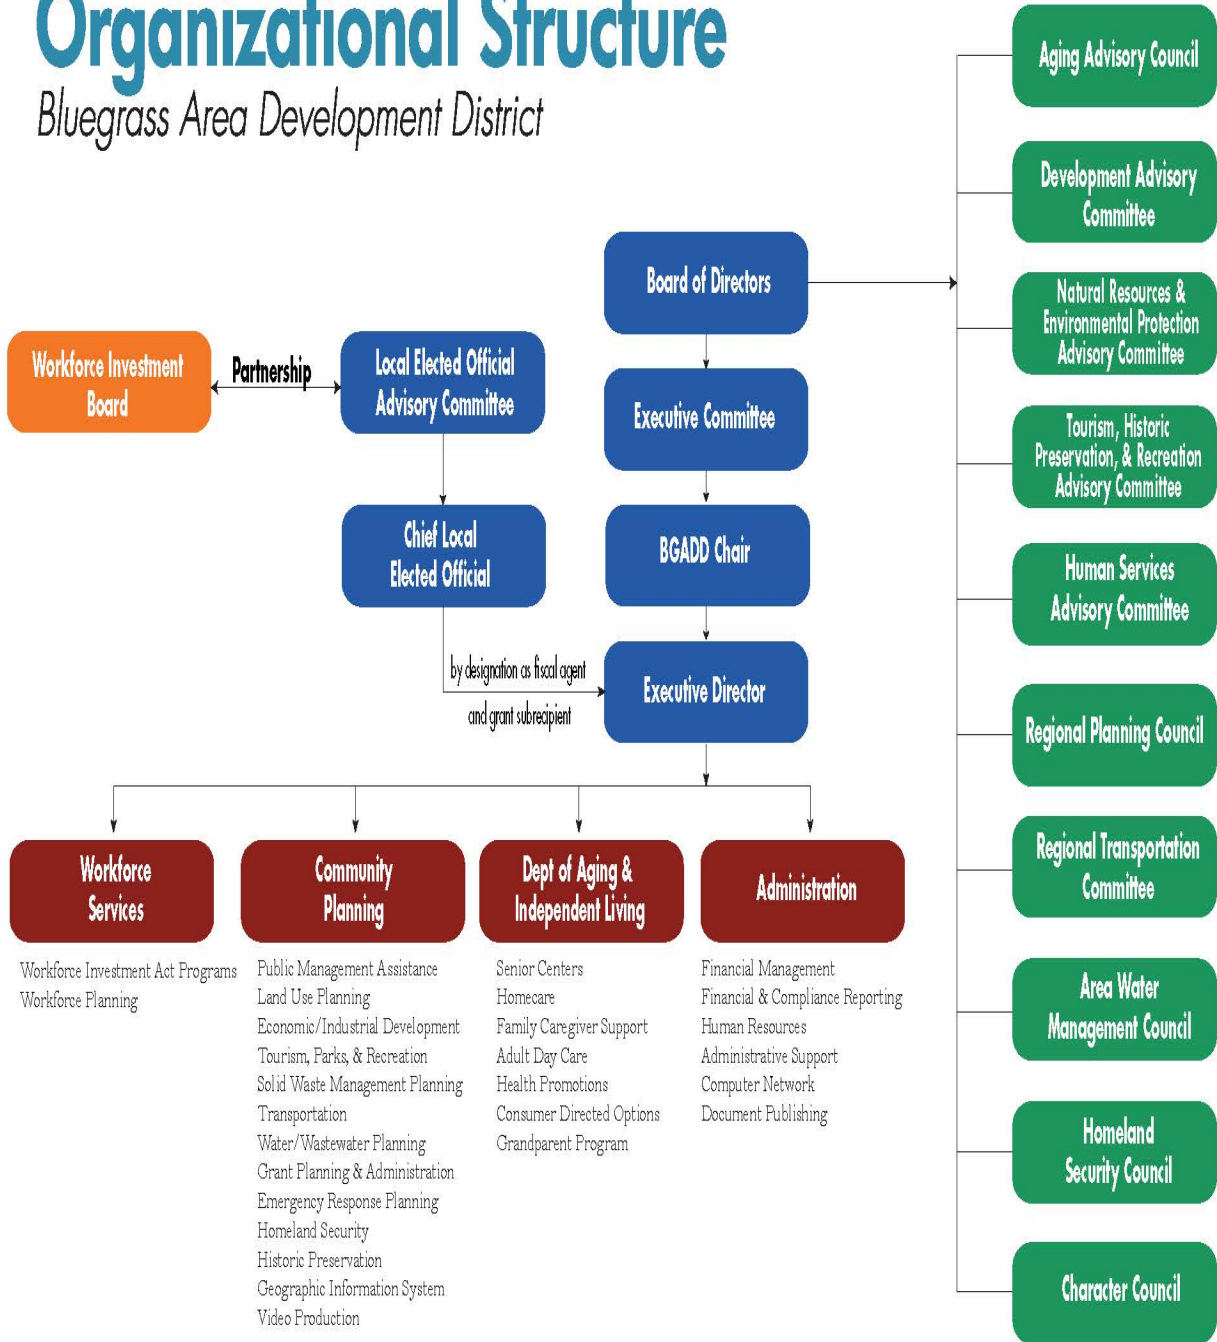 Organizational Structure
Bluegrass Area Development District
Board of Directors
Workforce Investment
Board
Partnership
Local Elected Official
Advisory Committee
Executive Committee
Chief Local
Elected Official
BGADD Chair
by designation as fiscal agent
and grant subrecipient
Executive Director
Workforce
Services
Workforce Investment Act Programs
Workforce Planning
Community
Planning
Public Management Assistance
Land Use Planning
Economic/Industrial Development
Tourism, Parks, & Recreation
Solid Waste Management Planning
Transportation
Water/Wastewater Planning
Grant Planning & Administration
Emergency Response Planning
Homeland Security
Historic Preservation
Geographic Information System
Video Production
Dept of Aging &
Independent Living
Senior Centers
Homecare
Family Caregiver Support
Adult Day Care
Health Promotions
Consumer Directed Options
Grandparent Program
Administration
Financial Management
Financial & Compliance Reporting
Human Resources
Administrative Support
Computer Network
Document Publishing
Aging Advisory Council
Development Advisory
Committee
Natural Resources &
Environmental Protection
Advisory Committee
Tourism, Historic
Preservation, & Recreation
Advisory Committee
Human Services
Advisory Committee
Regional Planning Council
Regional Transportation
Committee
Area Water
Management Council
Homeland
Security Council
Character Council